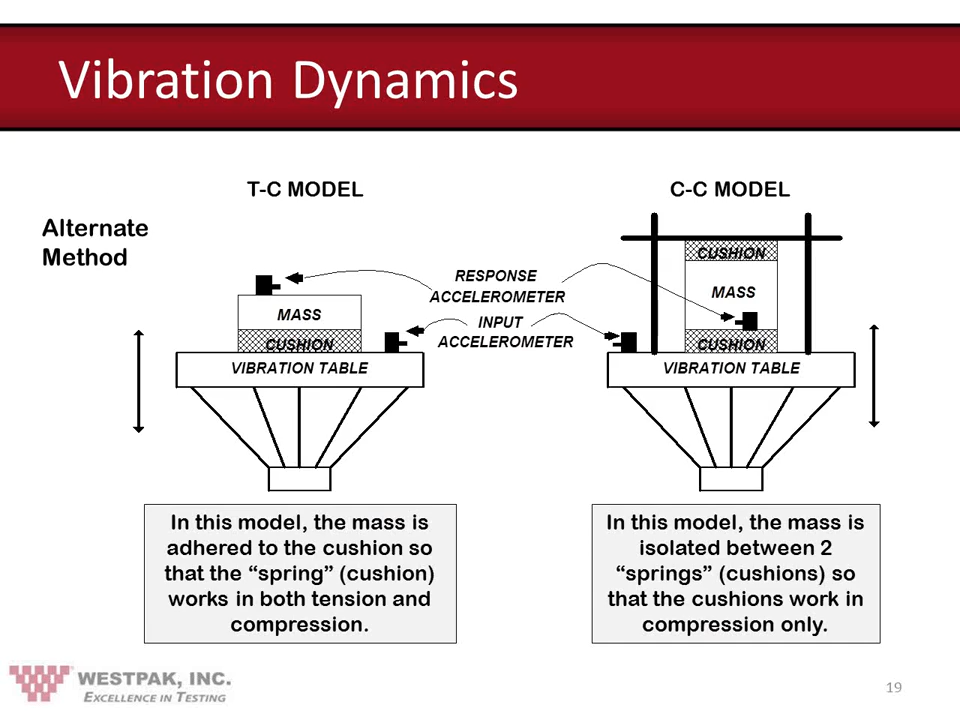 Vibration Dynamics
T-C MODEL
C-C MODEL
Alternate
Method
CUSHION
RESPONSE
ACCELEROMETER
MASS
MASS
INPUT
ACCELEROMETER
CUSHION
CUSHION
VIBRATION TABLE
VIBRATION TABLE
In this model, the mass is
adhered to the cushion so
that the “spring” (cushion)
works in both tension and
compression.
In this model, the mass is
isolated between 2
“springs” (cushions) so
that the cushions work in
compression only.
WESTPAK, INC.
EXCELLENCE IN TESTING
19